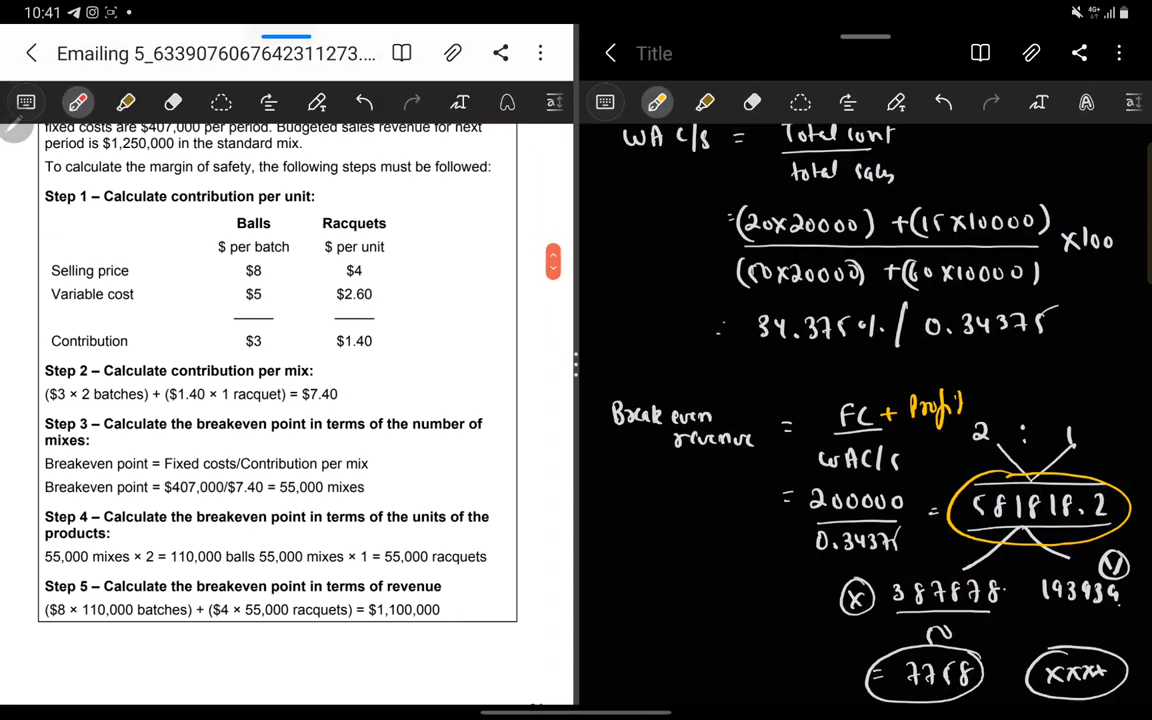 10:41
4G+
Emailing 5_6339076067642311273....
Title
fixed costs are $407,000 per period. Budgeted sales revenue for next
period is $1,250,000 in the standard mix.
To calculate the margin of safety, the following steps must be followed:
Step 1 – Calculate contribution per unit:
Balls Racquets
$ per batch $ per unit
Selling price $8 $4
Variable cost $5 $2.60
Contribution $3 $1.40
Step 2 – Calculate contribution per mix:
($3 × 2 batches) + ($1.40 × 1 racquet) = $7.40
Step 3 – Calculate the breakeven point in terms of the number of
mixes:
Breakeven point = Fixed costs/Contribution per mix
Breakeven point = $407,000/$7.40 = 55,000 mixes
Step 4 – Calculate the breakeven point in terms of the units of the
products:
55,000 mixes × 2 = 110,000 balls 55,000 mixes × 1 = 55,000 racquets
Step 5 – Calculate the breakeven point in terms of revenue
($8 × 110,000 batches) + ($4 × 55,000 racquets) = $1,100,000
WA C/S = Total cont
total sales
=(20x20000) +(15x10000) x100
(50x20000) +(60x10000)
∴ 34.375%/ 0.34375
Break even
revenue
= FC + Profit
WAC/S
2 : 1
= 200000
0.34375
= 581818.2
x 387878. 193939.
50
= 7758 xxxx